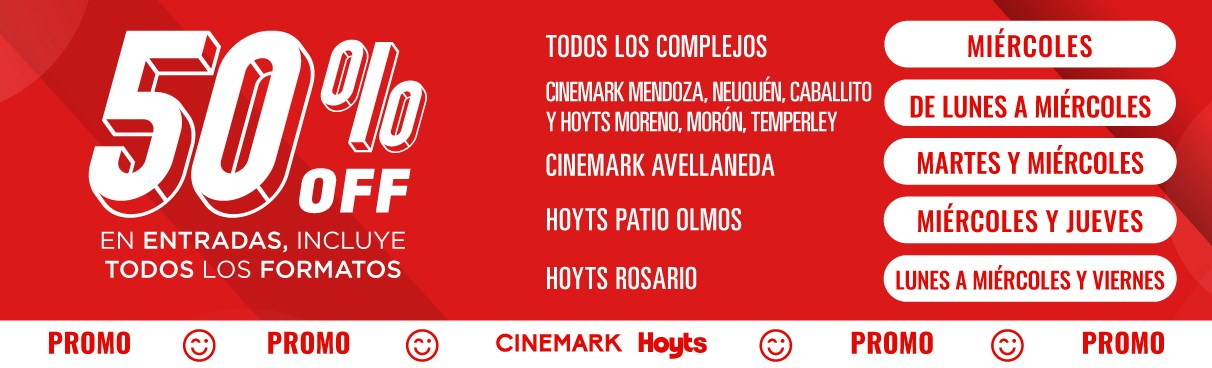 50% OFF
EN ENTRADAS, INCLUYE
TODOS LOS FORMATOS
TODOS LOS COMPLEJOS
MIÉRCOLES
CINEMARK MENDOZA, NEUQUÉN, CABALLITO
Y HOYTS MORENO, MORÓN, TEMPERLEY
DE LUNES A MIÉRCOLES
CINEMARK AVELLANEDA
MARTES Y MIÉRCOLES
HOYTS PATIO OLMOS
MIÉRCOLES Y JUEVES
HOYTS ROSARIO
LUNES A MIÉRCOLES Y VIERNES
PROMO PROMO CINEMARK Hoyts PROMO PROMO